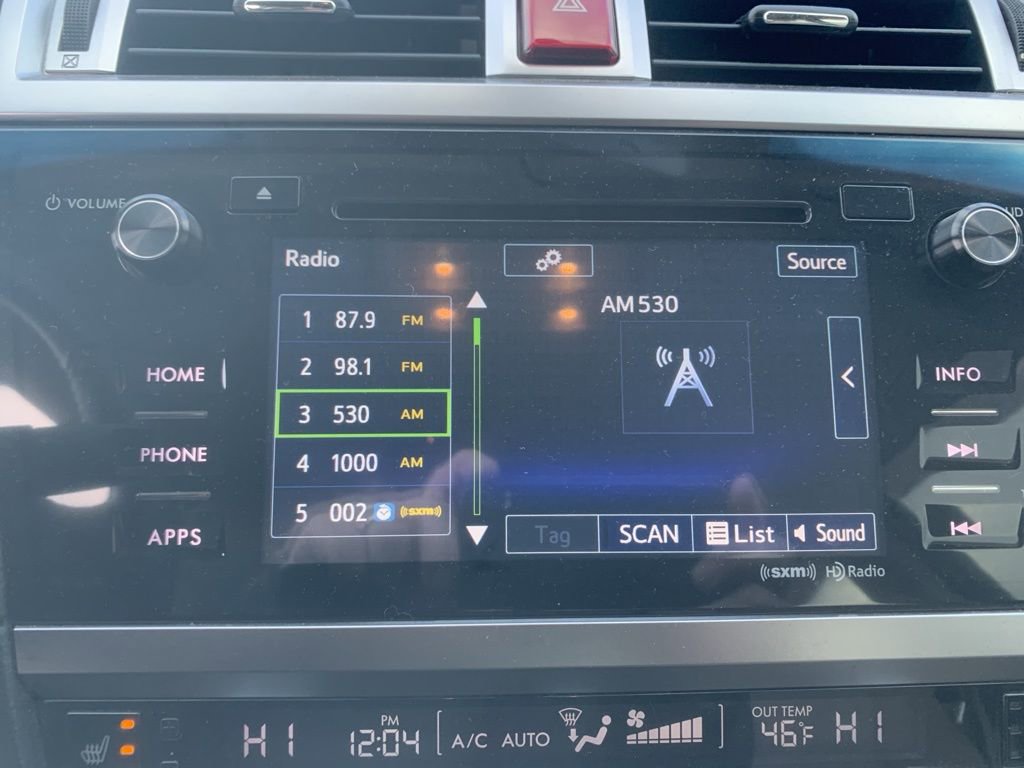 VOLUME
Radio
Source
AM 530
1 87.9 FM
2 98.1 FM
3 530 AM
4 1000 AM
5 002 ((sxm))
HOME
PHONE
APPS
INFO
Tag
SCAN
List
Sound
((sxm)) HD Radio
HI
PM
12:04
A/C AUTO
OUT TEMP
46°F
HI